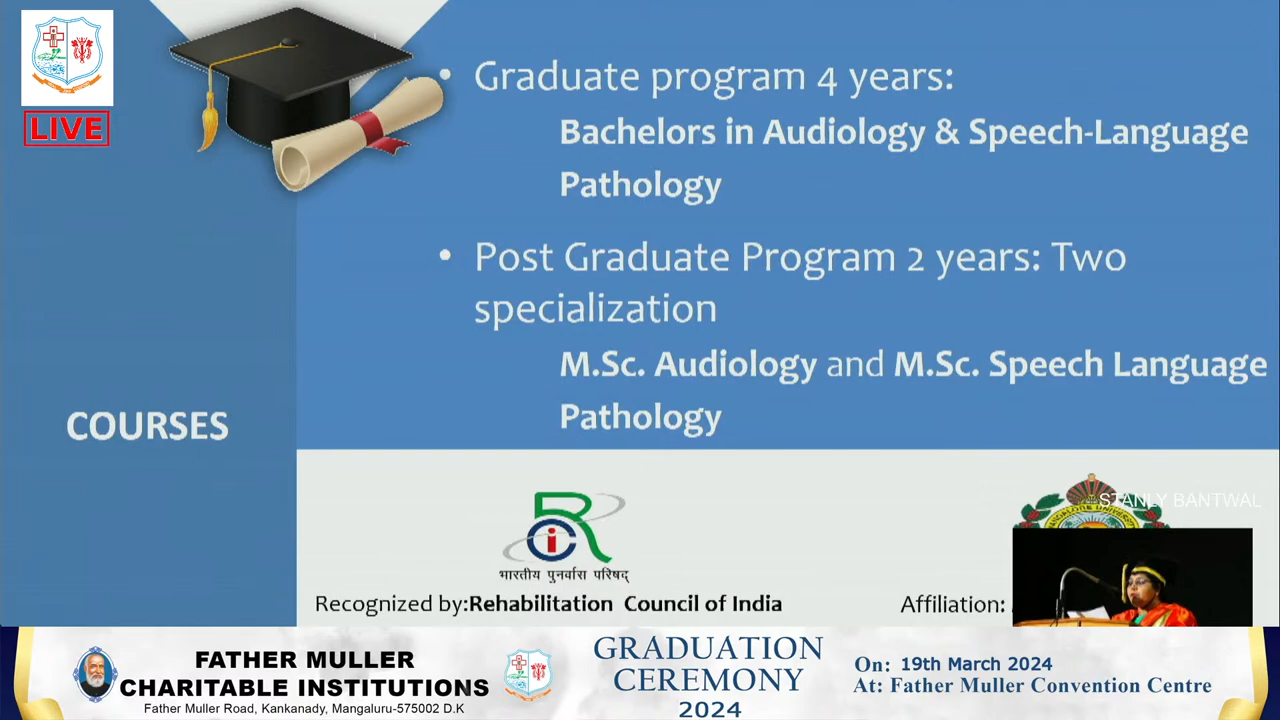 LIVE
Graduate program 4 years:
Bachelors in Audiology & Speech-Language
Pathology
Post Graduate Program 2 years: Two
specialization
M.Sc. Audiology and M.Sc. Speech Language
Pathology
COURSES
STANLY BANTWAL
भारतीय पुनर्वास परिषद्
Recognized by:Rehabilitation Council of India
Affiliation:
FATHER MULLER
CHARITABLE INSTITUTIONS
Father Muller Road, Kankanady, Mangaluru-575002 D.K
GRADUATION
CEREMONY
2024
On: 19th March 2024
At: Father Muller Convention Centre